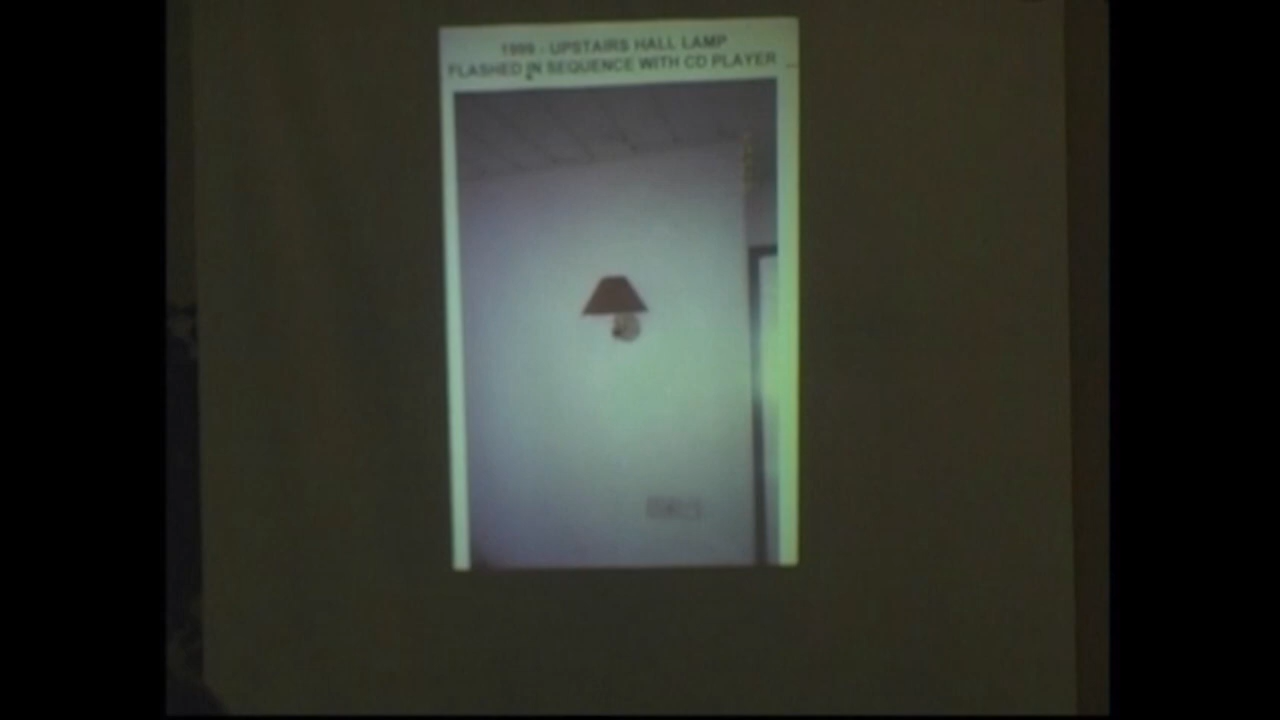 1999 - UPSTAIRS HALL LAMP
FLASHED IN SEQUENCE WITH CD PLAYER